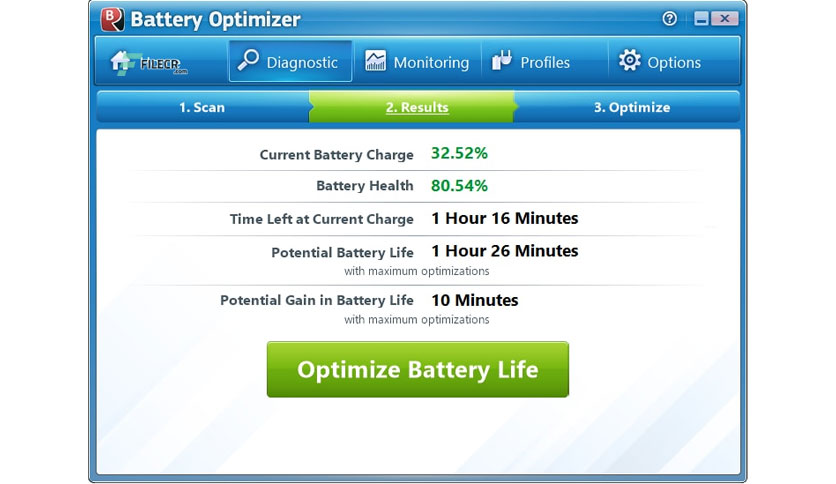 Battery Optimizer
FILECR
.com
Diagnostic
Monitoring
Profiles
Options
1. Scan
2. Results
3. Optimize
Current Battery Charge 32.52%
Battery Health 80.54%
Time Left at Current Charge 1 Hour 16 Minutes
Potential Battery Life 1 Hour 26 Minutes
with maximum optimizations
Potential Gain in Battery Life 10 Minutes
with maximum optimizations
Optimize Battery Life